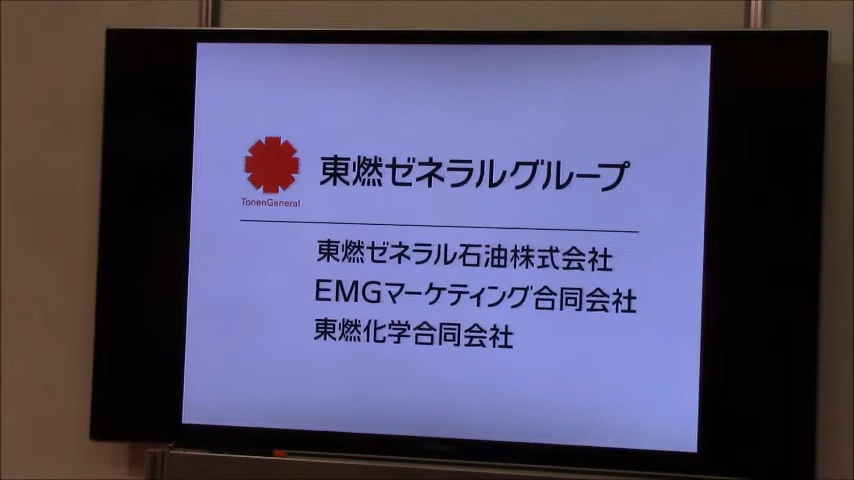 東燃ゼネラルグループ
TonenGeneral
東燃ゼネラル石油株式会社
EMGマーケティング合同会社
東燃化学合同会社